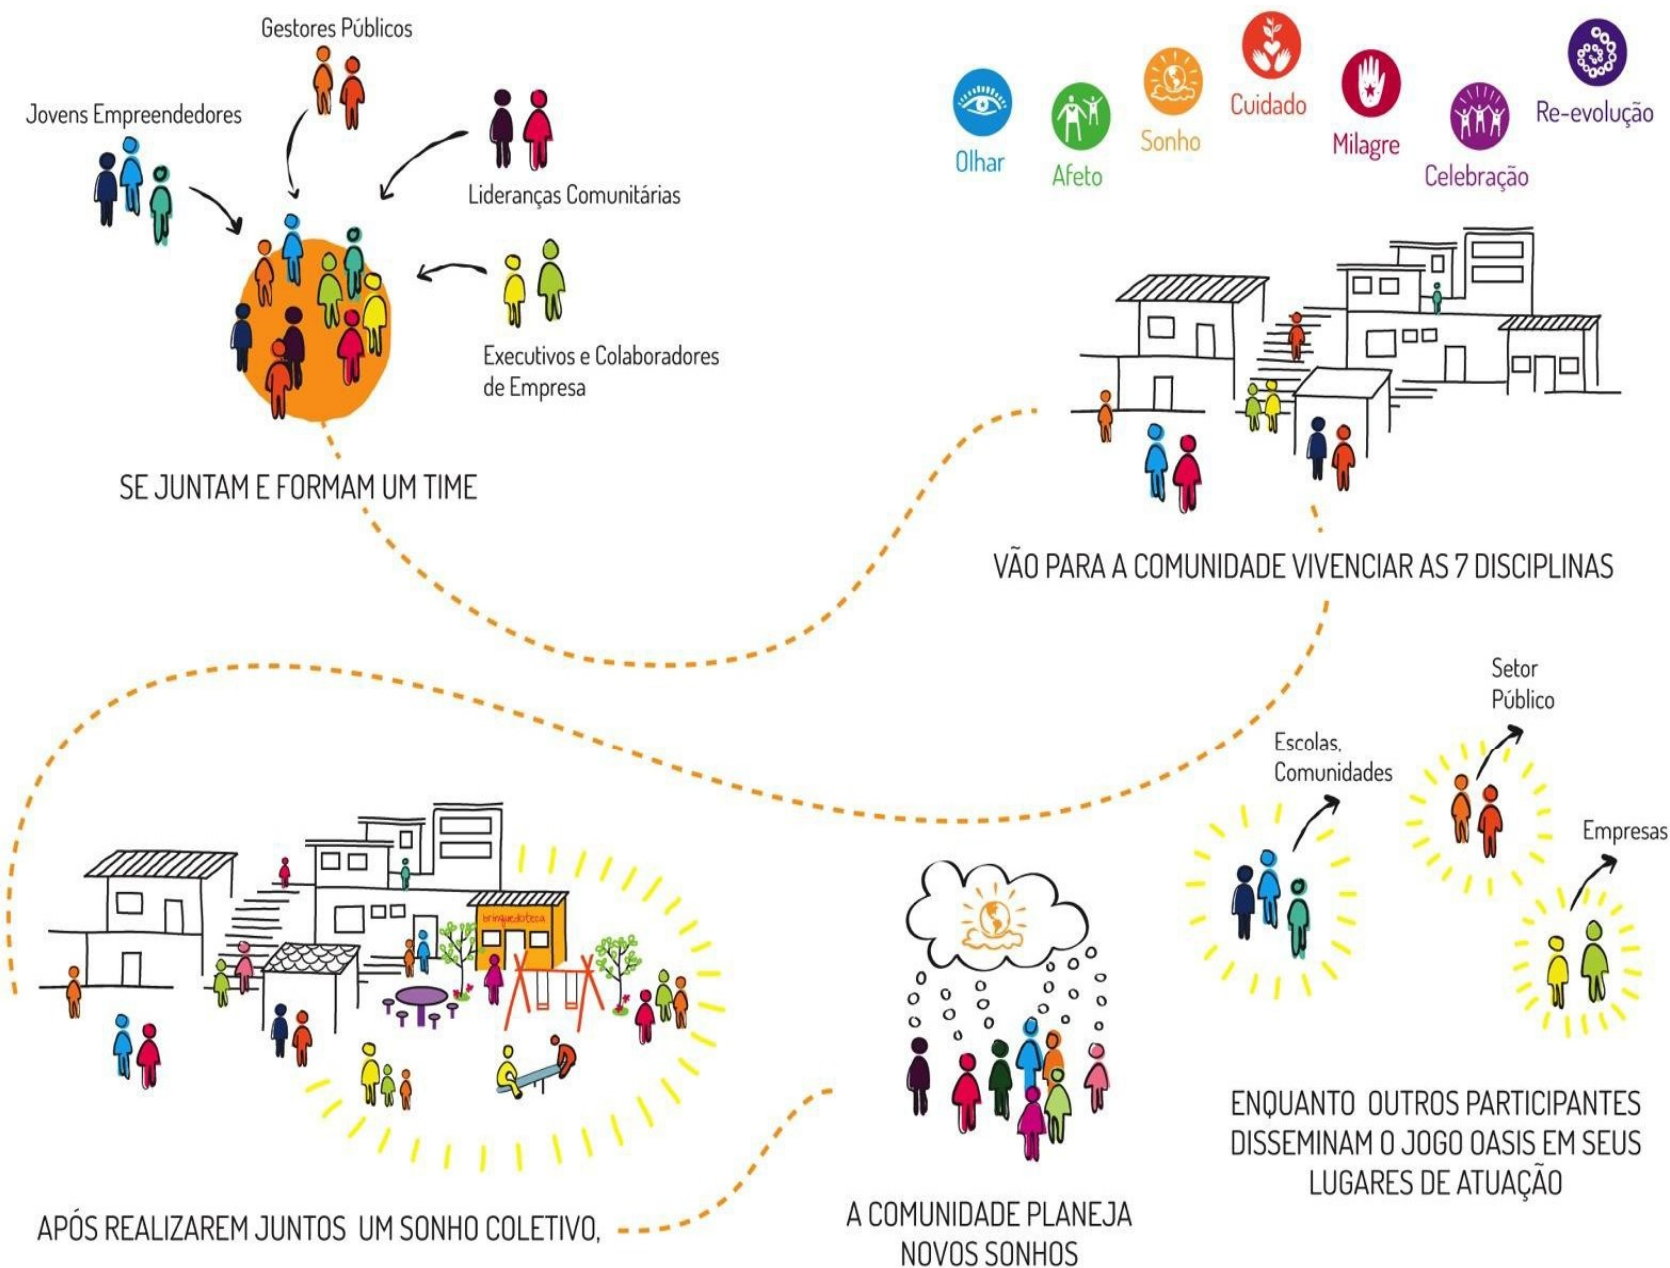 Gestores Públicos
Jovens Empreendedores
Lideranças Comunitárias
Executivos e Colaboradores
de Empresa
SE JUNTAM E FORMAM UM TIME
Olhar
Afeto
Sonho
Cuidado
Milagre
Celebração
Re-evolução
VÃO PARA A COMUNIDADE VIVENCIAR AS 7 DISCIPLINAS
brinquedoteca
APÓS REALIZAREM JUNTOS UM SONHO COLETIVO,
A COMUNIDADE PLANEJA
NOVOS SONHOS
Setor
Público
Escolas,
Comunidades
Empresas
ENQUANTO OUTROS PARTICIPANTES
DISSEMINAM O JOGO OASIS EM SEUS
LUGARES DE ATUAÇÃO